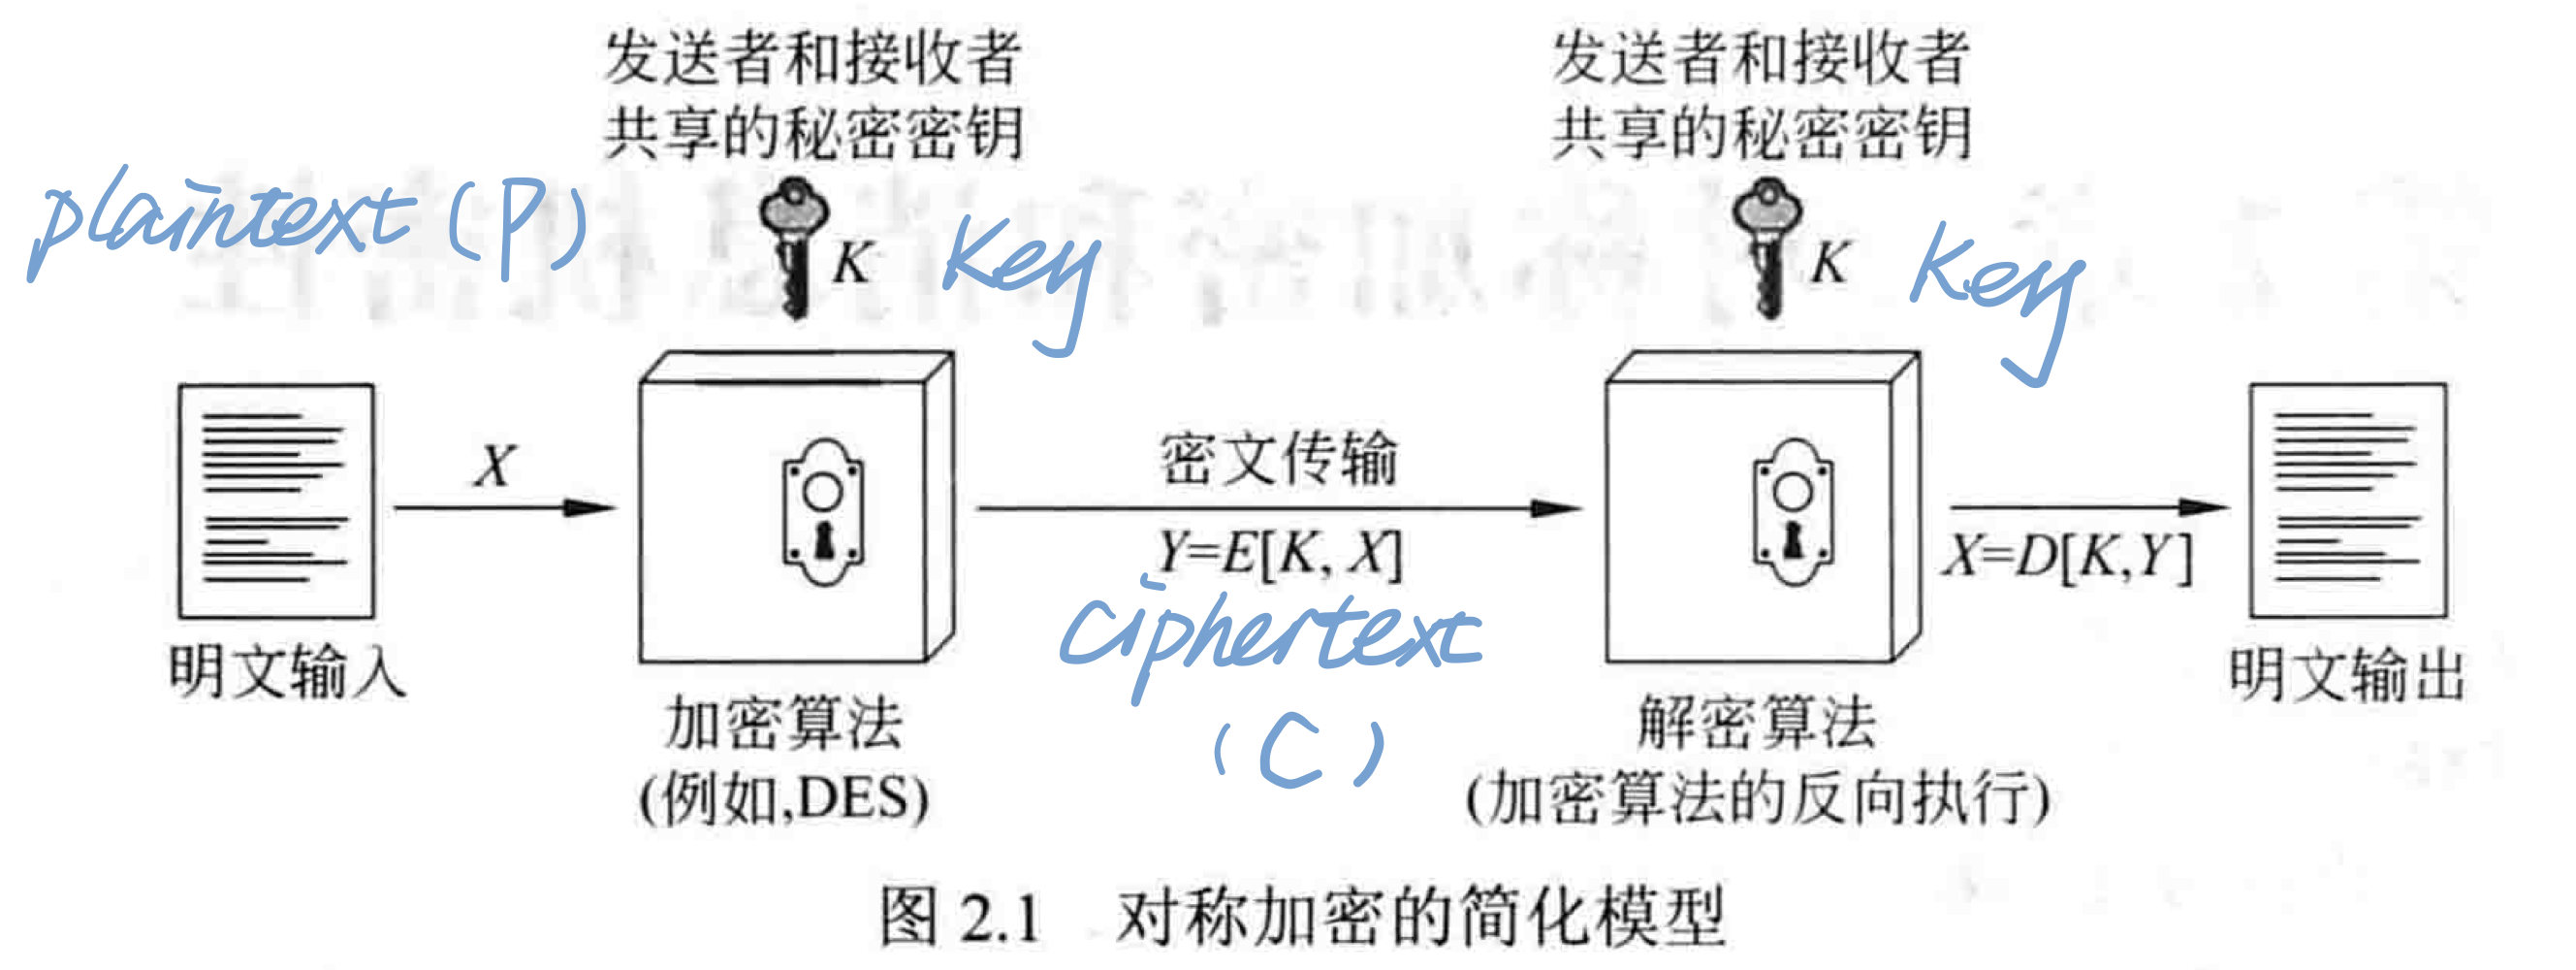 发送者和接收者
共享的秘密密钥
发送者和接收者
共享的秘密密钥
plaintext (P)
K
Key
K
Key
X
密文传输
Y=E[K, X]
X=D[K,Y]
ciphertext
(C)
明文输入
加密算法
(例如,DES)
解密算法
(加密算法的反向执行)
明文输出
图 2.1 对称加密的简化模型